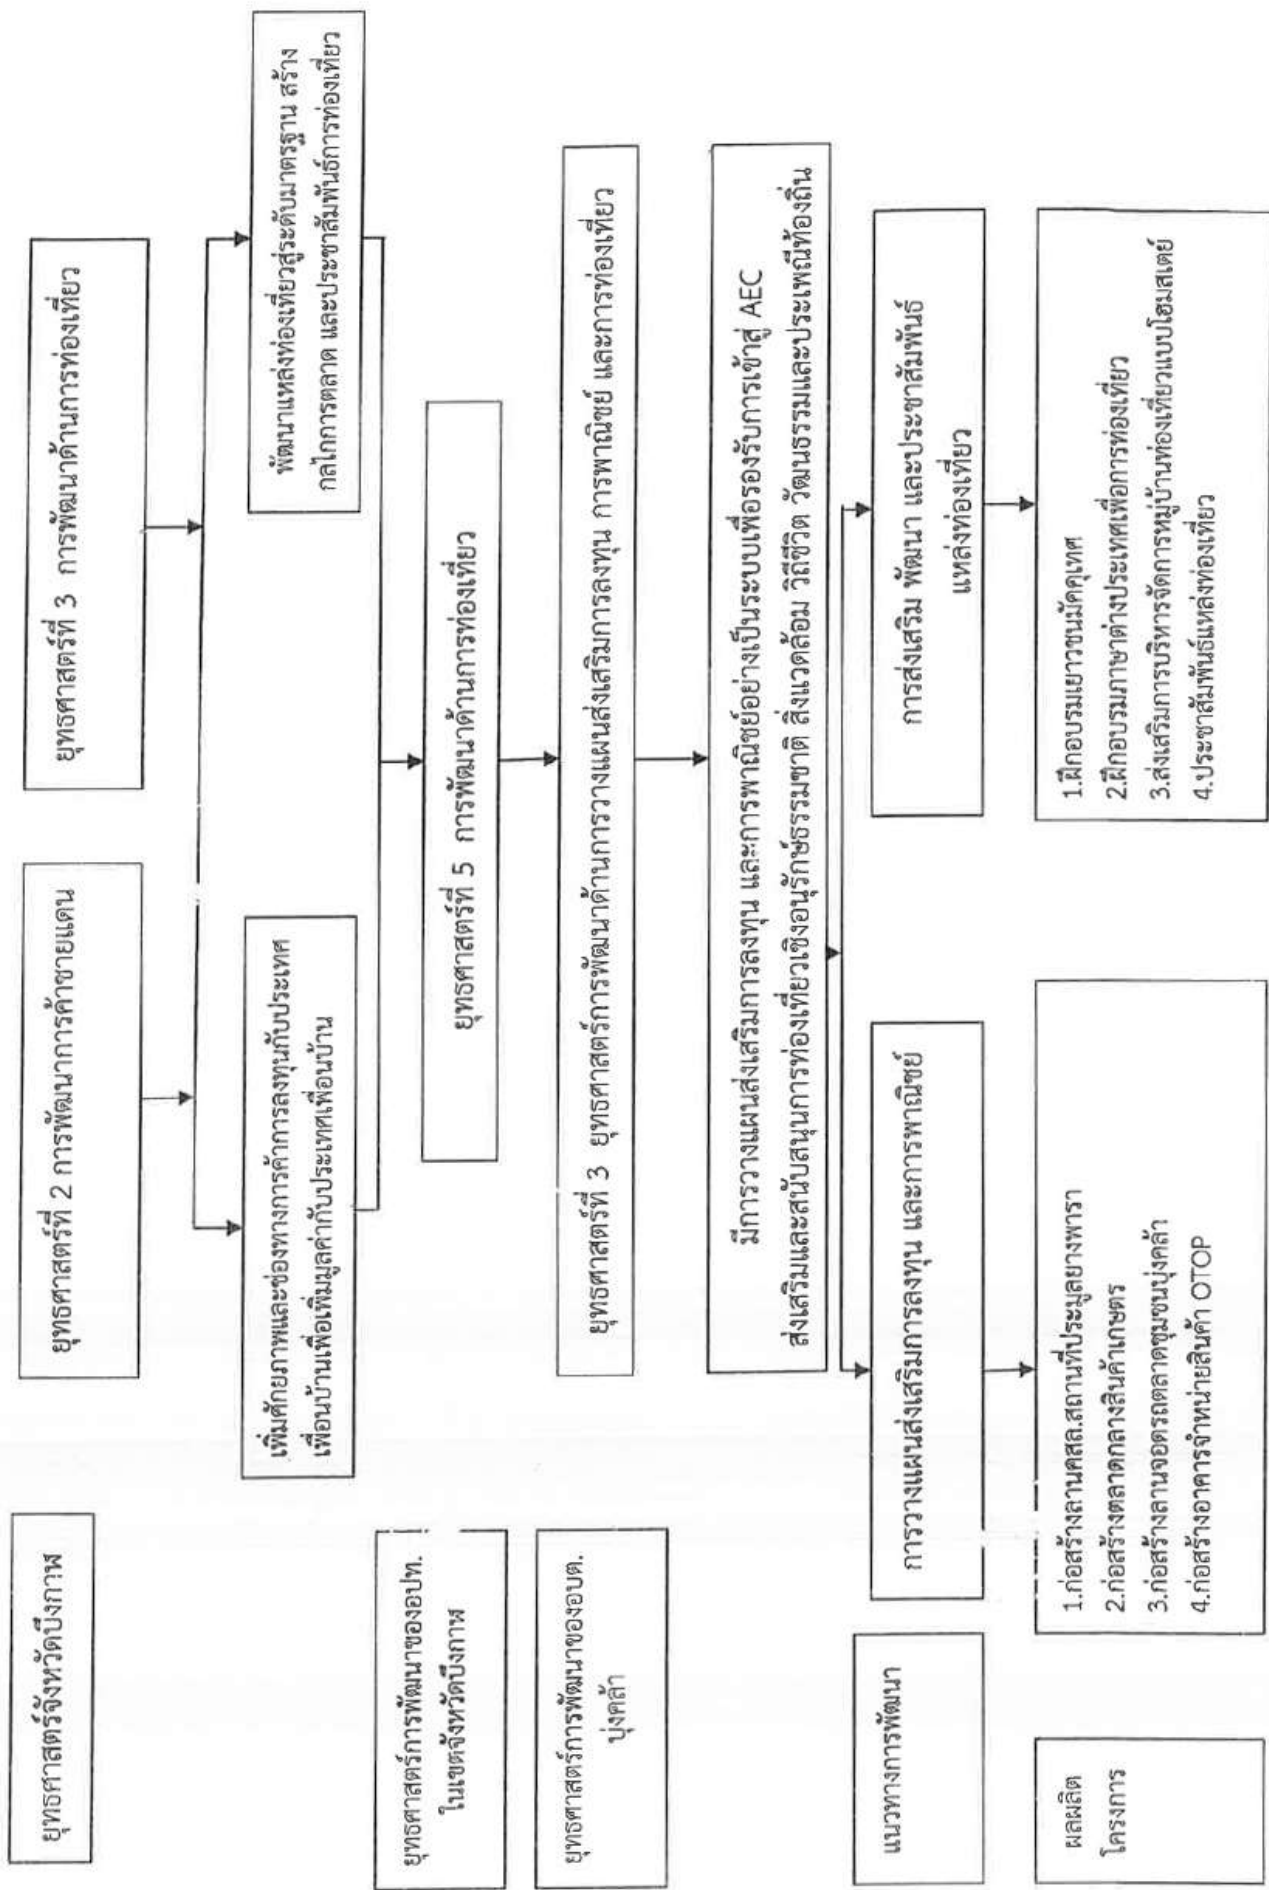 ยุทธศาสตร์จังหวัดบึงกาฬ
ยุทธศาสตร์ที่ 2 การพัฒนาการค้าชายแดน
ยุทธศาสตร์ที่ 3 การพัฒนาด้านการท่องเที่ยว
เพิ่มศักยภาพและช่องทางการค้าการลงทุนกับประเทศ
เพื่อนบ้านเพื่อเพิ่มมูลค่ากับประเทศเพื่อนบ้าน
พัฒนาแหล่งท่องเที่ยวสู่ระดับมาตรฐาน สร้าง
กลไกการตลาด และประชาสัมพันธ์การท่องเที่ยว
ยุทธศาสตร์การพัฒนาของอปท.
ในเขตจังหวัดบึงกาฬ
ยุทธศาสตร์ที่ 5 การพัฒนาด้านการท่องเที่ยว
ยุทธศาสตร์การพัฒนาของอบต.
บุ่งคล้า
ยุทธศาสตร์ที่ 3 ยุทธศาสตร์การพัฒนาด้านการวางแผนส่งเสริมการลงทุน การพาณิชย์ และการท่องเที่ยว
มีการวางแผนส่งเสริมการลงทุน และการพาณิชย์อย่างเป็นระบบเพื่อรองรับการเข้าสู่ AEC
ส่งเสริมและสนับสนุนการท่องเที่ยวเชิงอนุรักษ์ธรรมชาติ สิ่งแวดล้อม วิถีชีวิต วัฒนธรรมและประเพณีท้องถิ่น
แนวทางการพัฒนา
การวางแผนส่งเสริมการลงทุน และการพาณิชย์
การส่งเสริม พัฒนา และประชาสัมพันธ์
แหล่งท่องเที่ยว
ผลผลิต
โครงการ
1.ก่อสร้างลานคสล.สถานที่ประมูลยางพารา
2.ก่อสร้างตลาดกลางสินค้าเกษตร
3.ก่อสร้างลานจอดรถตลาดชุมชนบุ่งคล้า
4.ก่อสร้างอาคารจำหน่ายสินค้า OTOP
1.ฝึกอบรมเยาวชนมัคคุเทศ
2.ฝึกอบรมภาษาต่างประเทศเพื่อการท่องเที่ยว
3.ส่งเสริมการบริหารจัดการหมู่บ้านท่องเที่ยวแบบโฮมสเตย์
4.ประชาสัมพันธ์แหล่งท่องเที่ยว